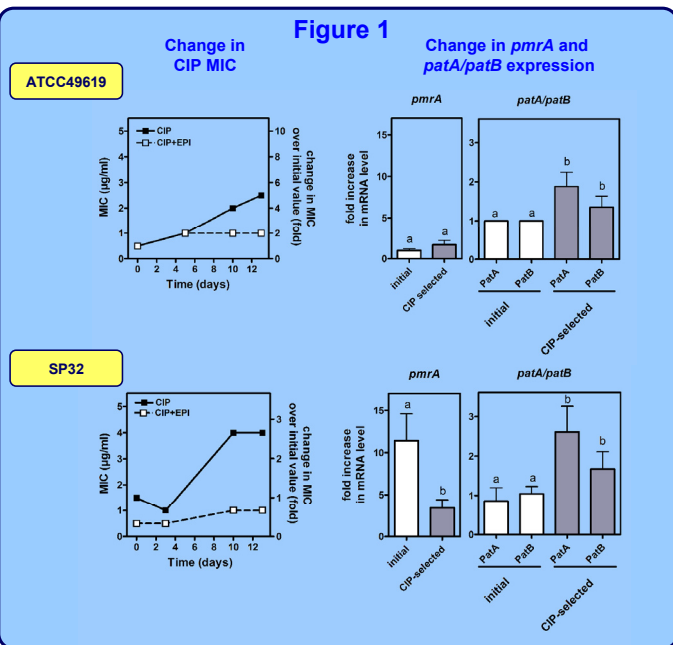 Figure 1
Change in
CIP MIC
Change in pmrA and
patA/patB expression
ATCC49619
CIP
CIP+EPI
MIC (µg/ml)
5
4
3
2
1
0
10
8
6
4
2
0
change in MIC
over initial value (fold)
0 2 4 6 8 10 12
Time (days)
pmrA
fold increase
in mRNA level
15
10
5
0
a
a
initial
CIP selected
patA/patB
3
2
1
0
a
a
b
b
PatA
PatB
PatA
PatB
initial
CIP-selected
SP32
CIP
CIP+EPI
MIC (µg/ml)
5
4
3
2
1
0
3
2
1
0
change in MIC
over initial value (fold)
0 2 4 6 8 10 12
Time (days)
pmrA
fold increase
in mRNA level
15
10
5
0
a
b
initial
CIP-selected
patA/patB
3
2
1
0
a
a
b
b
PatA
PatB
PatA
PatB
initial
CIP-selected